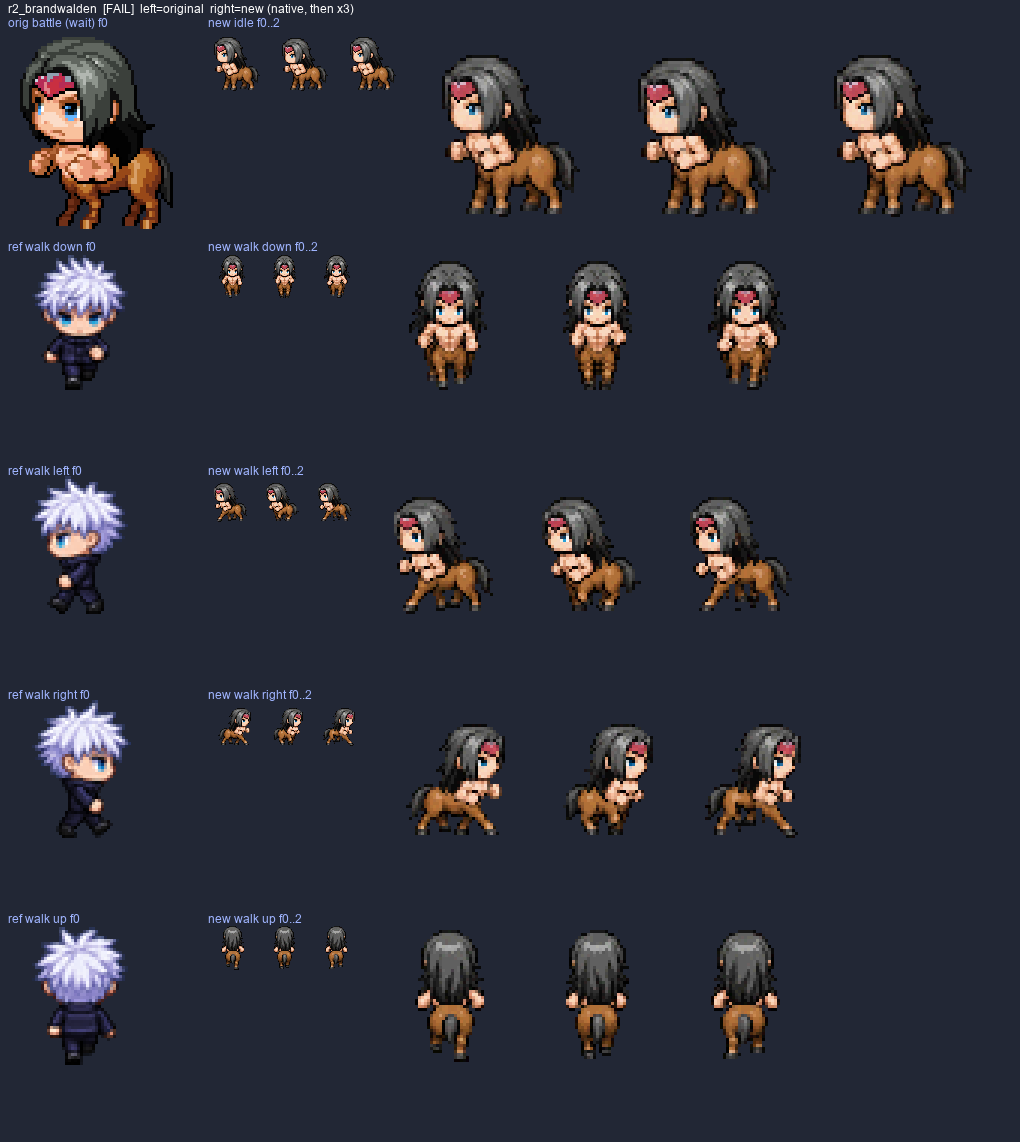 r2_brandwalden [FAIL] left=original right=new (native, then x3)
orig battle (wait) f0 new idle f0..2
ref walk down f0 new walk down f0..2
ref walk left f0 new walk left f0..2
ref walk right f0 new walk right f0..2
ref walk up f0 new walk up f0..2